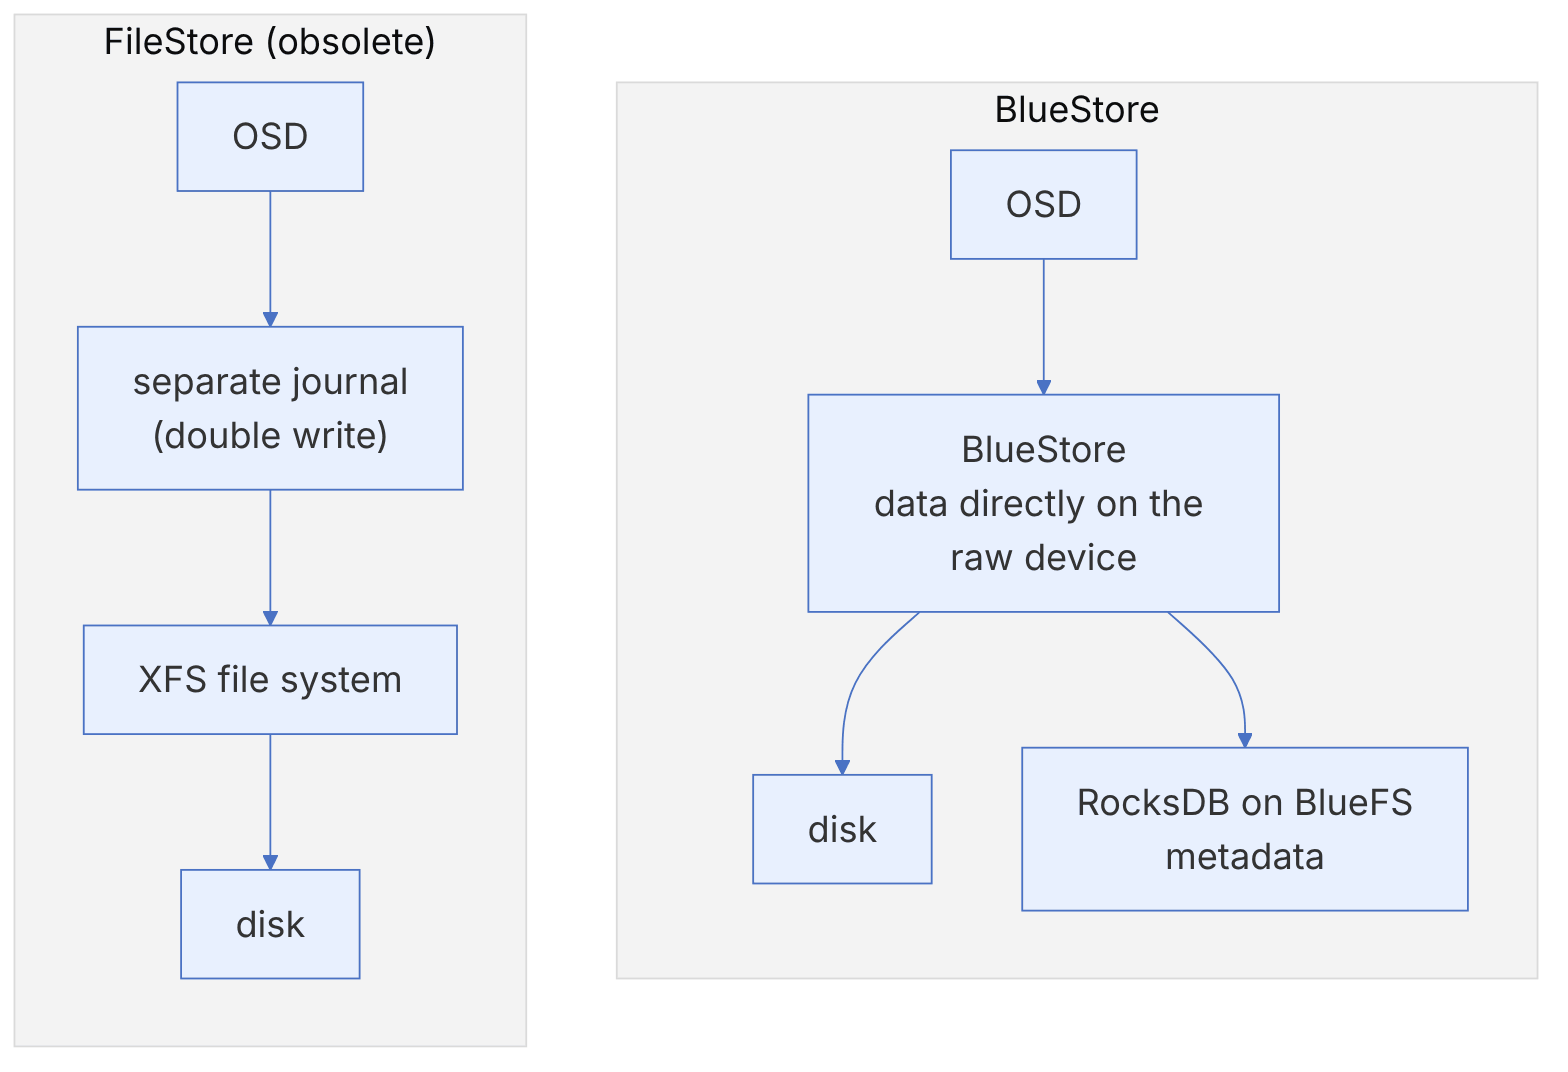 FileStore (obsolete)
OSD
separate journal
(double write)
XFS file system
disk
BlueStore
OSD
BlueStore
data directly on the
raw device
disk
RocksDB on BlueFS
metadata